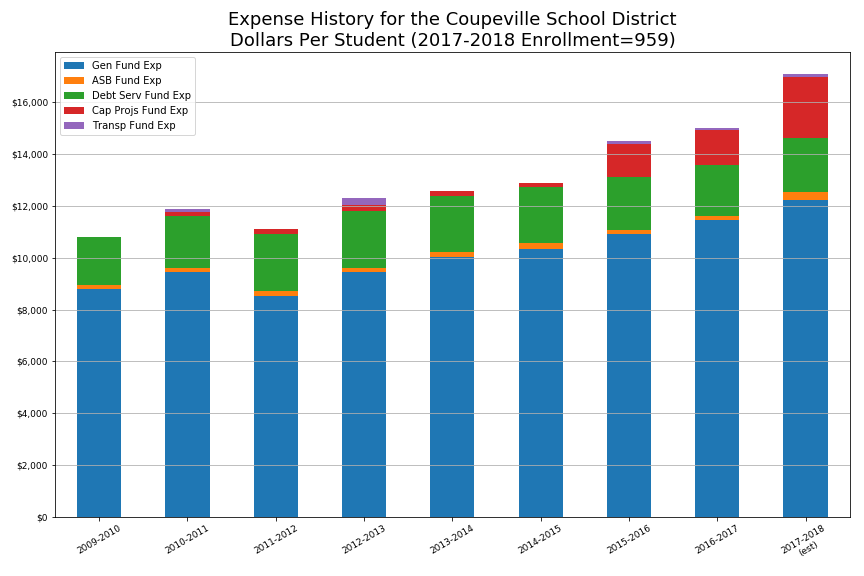 Expense History for the Coupeville School District
Dollars Per Student (2017-2018 Enrollment=959)
Gen Fund Exp
ASB Fund Exp
Debt Serv Fund Exp
Cap Projs Fund Exp
Transp Fund Exp
$16,000
$14,000
$12,000
$10,000
$8,000
$6,000
$4,000
$2,000
$0
2009-2010
2010-2011
2011-2012
2012-2013
2013-2014
2014-2015
2015-2016
2016-2017
2017-2018
(est)